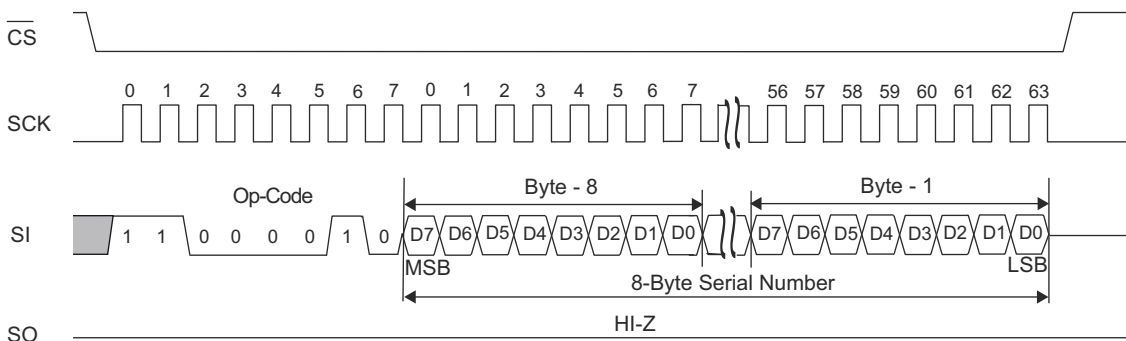 CS
0 1 2 3 4 5 6 7 0 1 2 3 4 5 6 7 56 57 58 59 60 61 62 63
SCK
Op-Code Byte - 8 Byte - 1
SI 1 1 0 0 0 0 1 0 D7 D6 D5 D4 D3 D2 D1 D0 D7 D6 D5 D4 D3 D2 D1 D0
MSB LSB
8-Byte Serial Number
HI-Z
SO